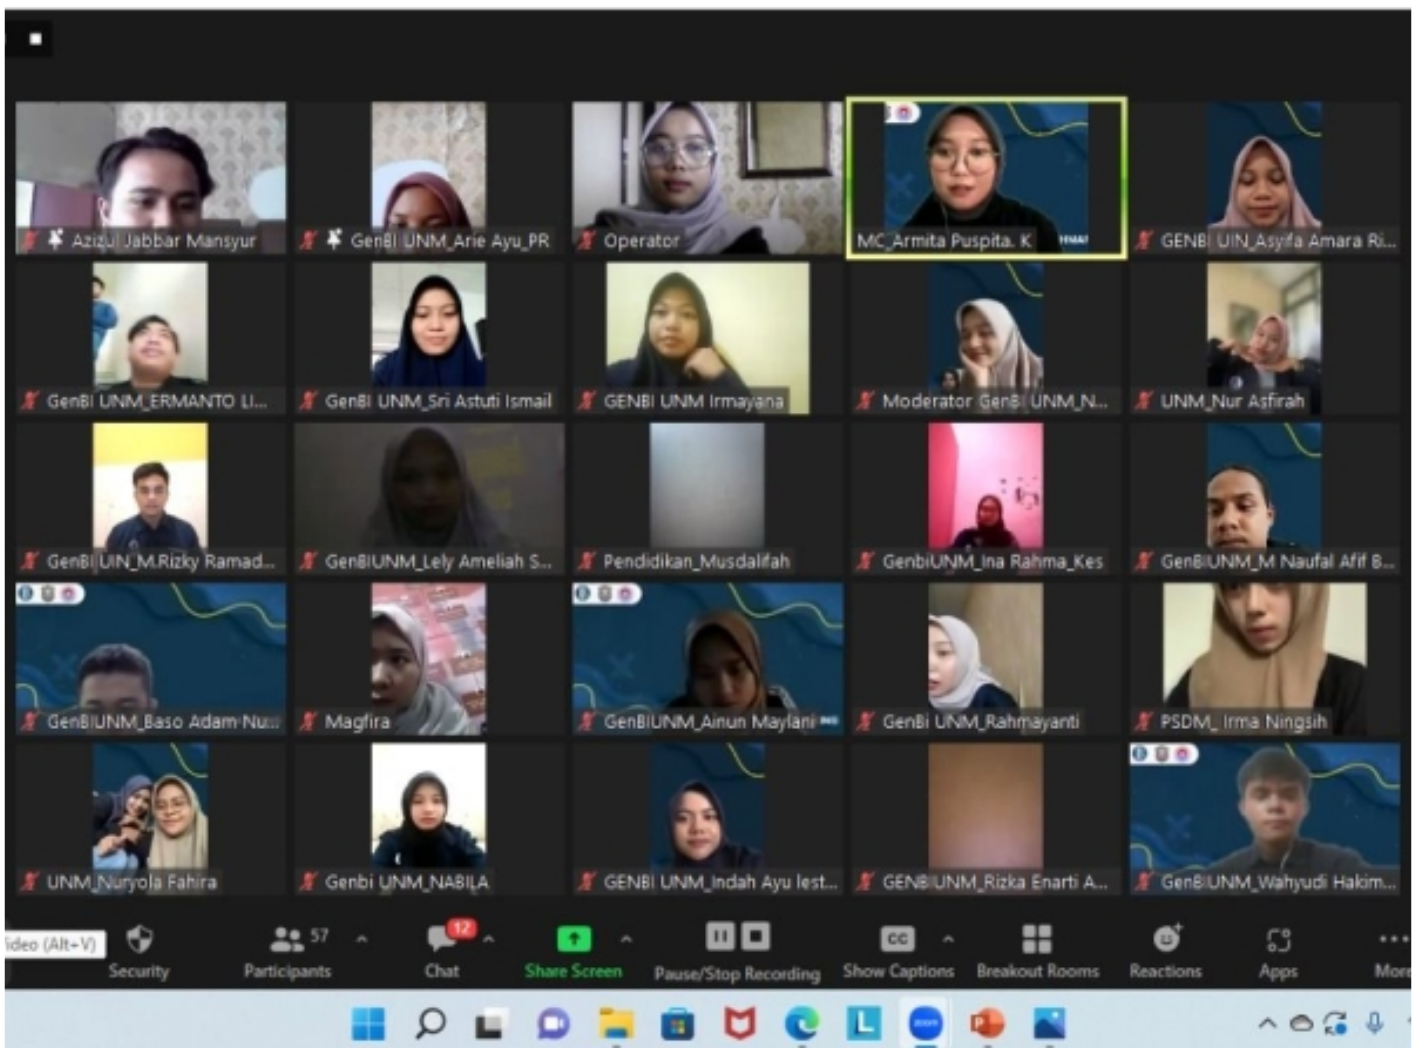 Azizul Jabbar Mansyur
GenBI UNM_Arie Ayu_PR
Operator
MC_Armita Puspita. K
GENBI UIN_Asyifa Amara Ri...
GenBI UNM_ERMANTO LI...
GenBI UNM_Sri Astuti Ismail
GENBI UNM Irmayana
Moderator GenBI UNM_N...
UNM_Nur Asfirah
GenBI UIN_M.Rizky Ramad...
GenBIUNM_Lely Ameliah S...
Pendidikan_Musdalifah
GenbiUNM_Ina Rahma_Kes
GenBIUNM_M Naufal Afif B...
GenBIUNM_Baso Adam Nu...
Magfira
GenBIUNM_Ainun Maylani
GenBi UNM_Rahmayanti
PSDM_ Irma Ningsih
UNM_Nuryola Fahira
Genbi UNM_NABILA
GENBI UNM_Indah Ayu lest...
GENBIUNM_Rizka Enarti A...
GenBIUNM_Wahyudi Hakim...
ideo (Alt+V)
Security
57
Participants
12
Chat
Share Screen
Pause/Stop Recording
CC
Show Captions
Breakout Rooms
Reactions
Apps
More
L
zoom
P